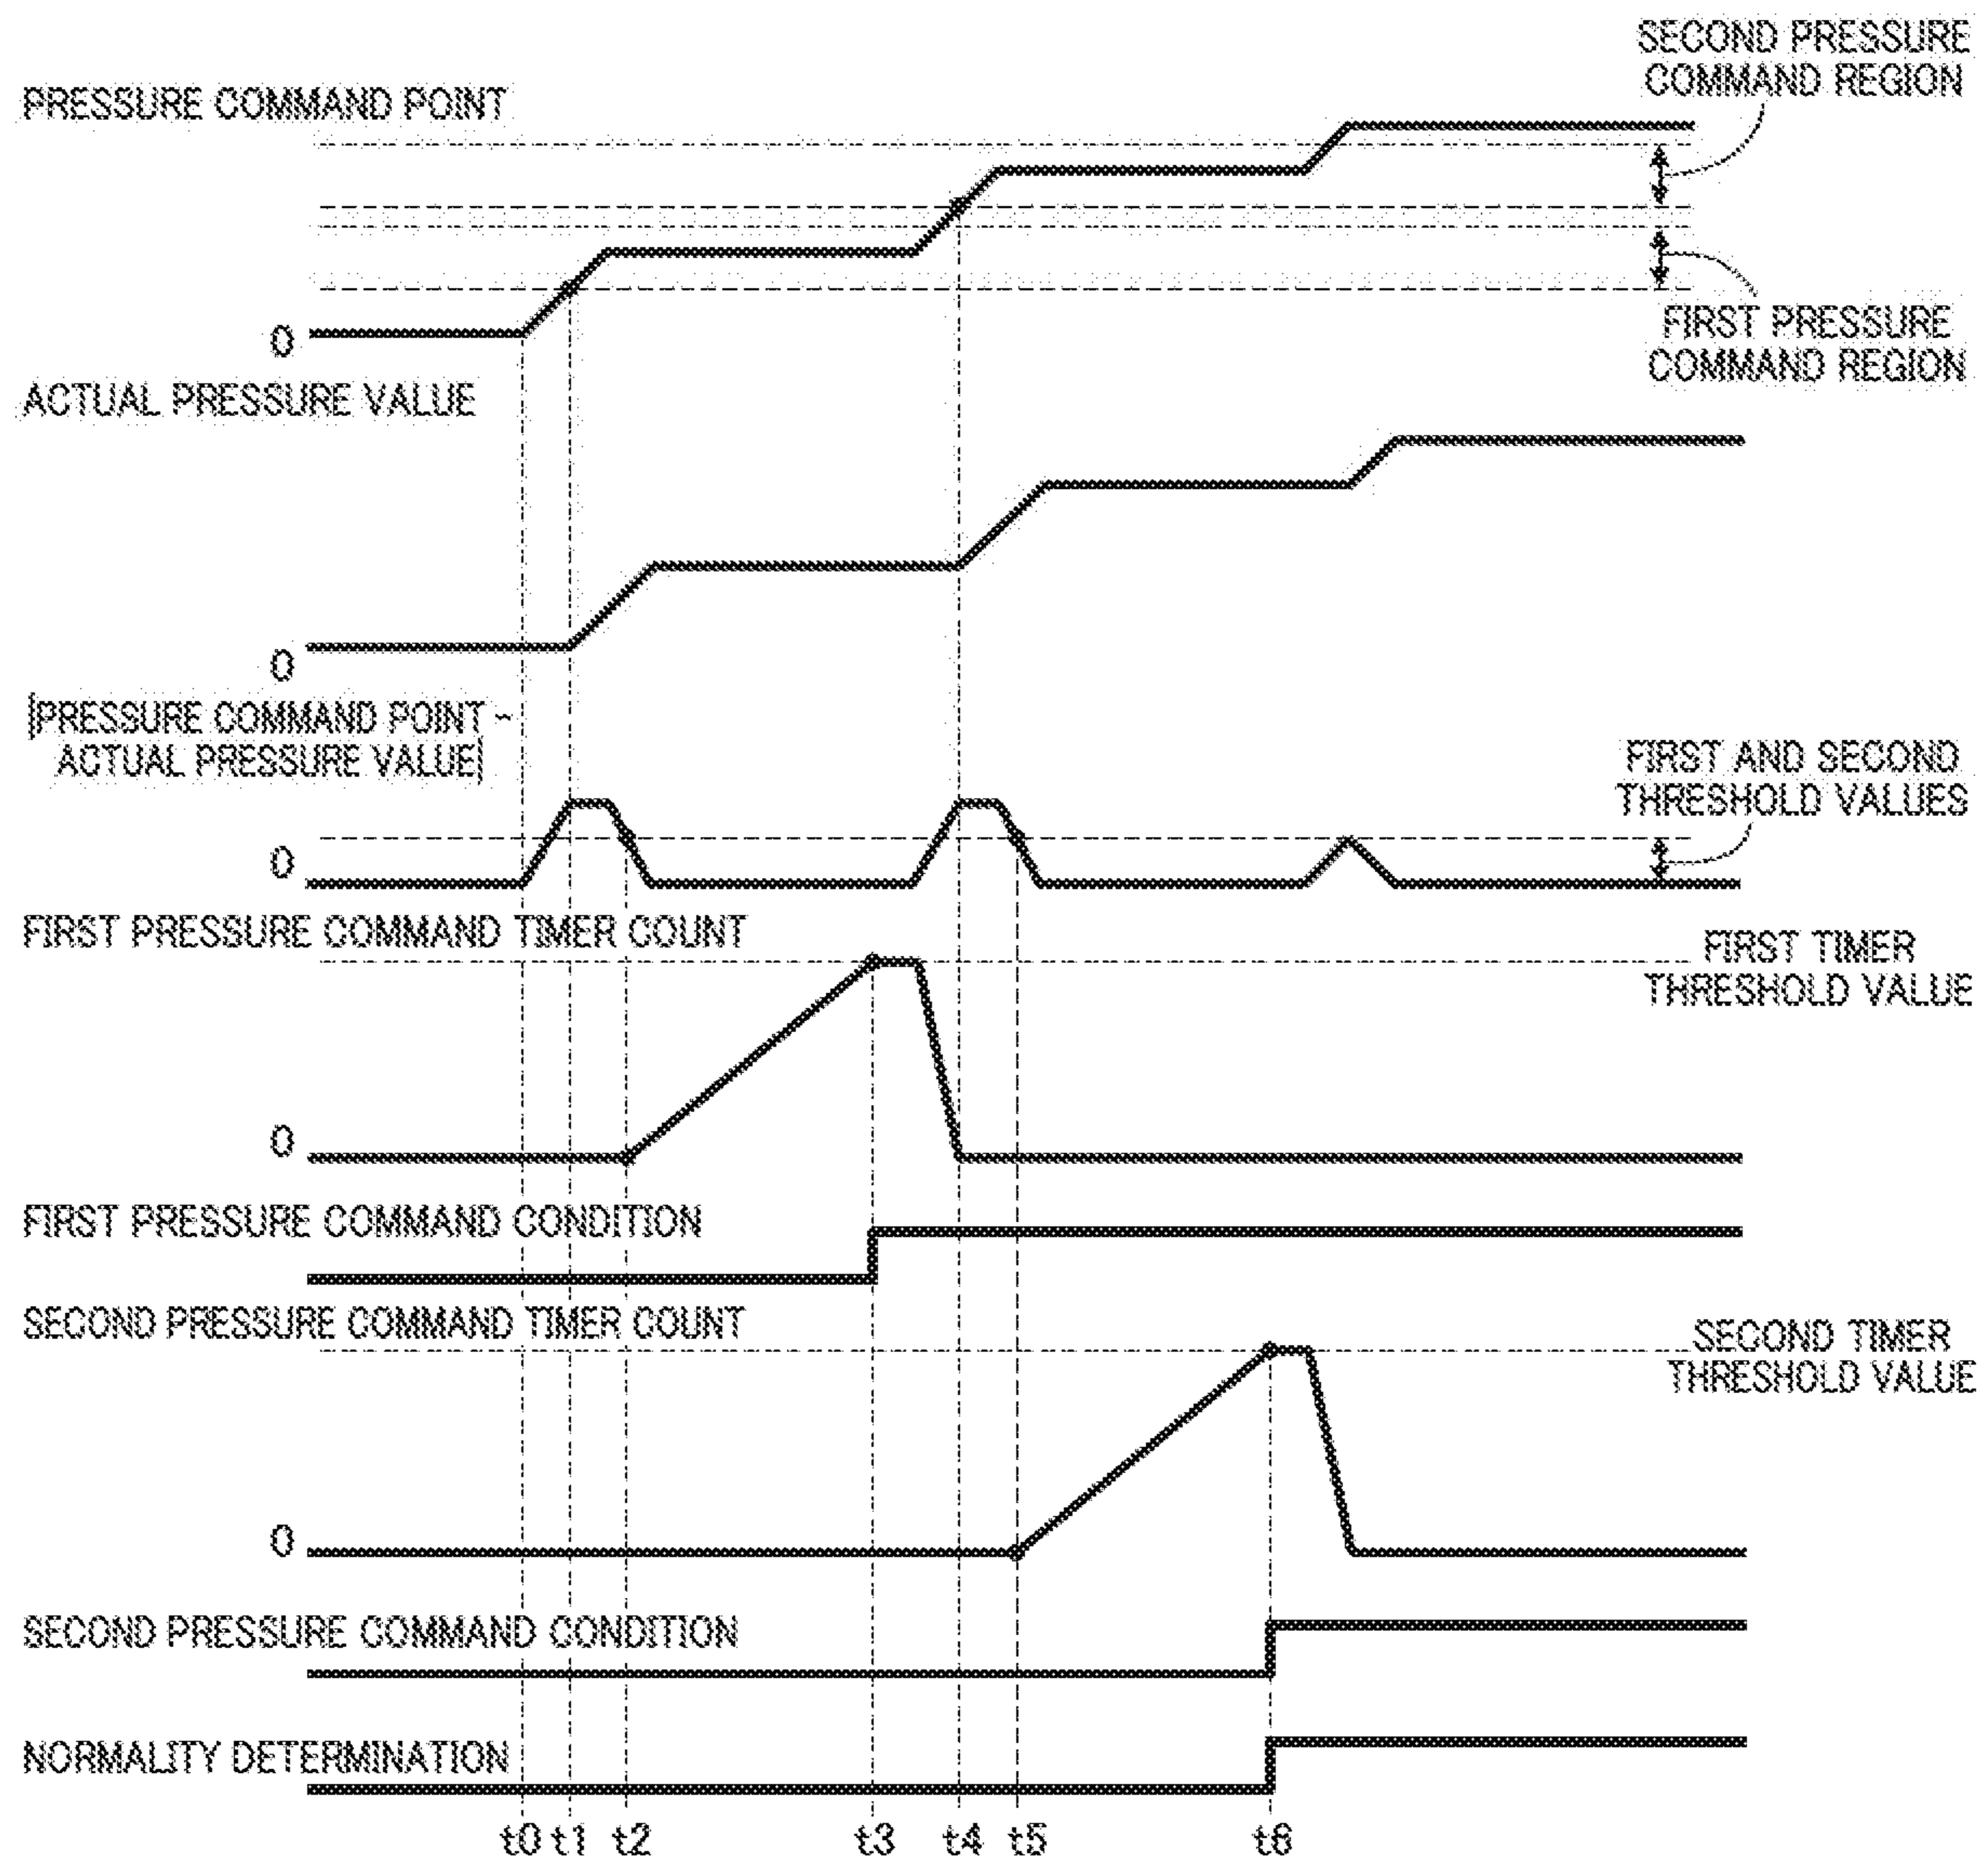 SECOND PRESSURE
COMMAND REGION
PRESSURE COMMAND POINT
0
FIRST PRESSURE
COMMAND REGION
ACTUAL PRESSURE VALUE
0
|PRESSURE COMMAND POINT -
ACTUAL PRESSURE VALUE|
FIRST AND SECOND
THRESHOLD VALUES
0
FIRST PRESSURE COMMAND TIMER COUNT
FIRST TIMER
THRESHOLD VALUE
0
FIRST PRESSURE COMMAND CONDITION
SECOND PRESSURE COMMAND TIMER COUNT
SECOND TIMER
THRESHOLD VALUE
0
SECOND PRESSURE COMMAND CONDITION
NORMALITY DETERMINATION
t0 t1 t2 t3 t4 t5 t6